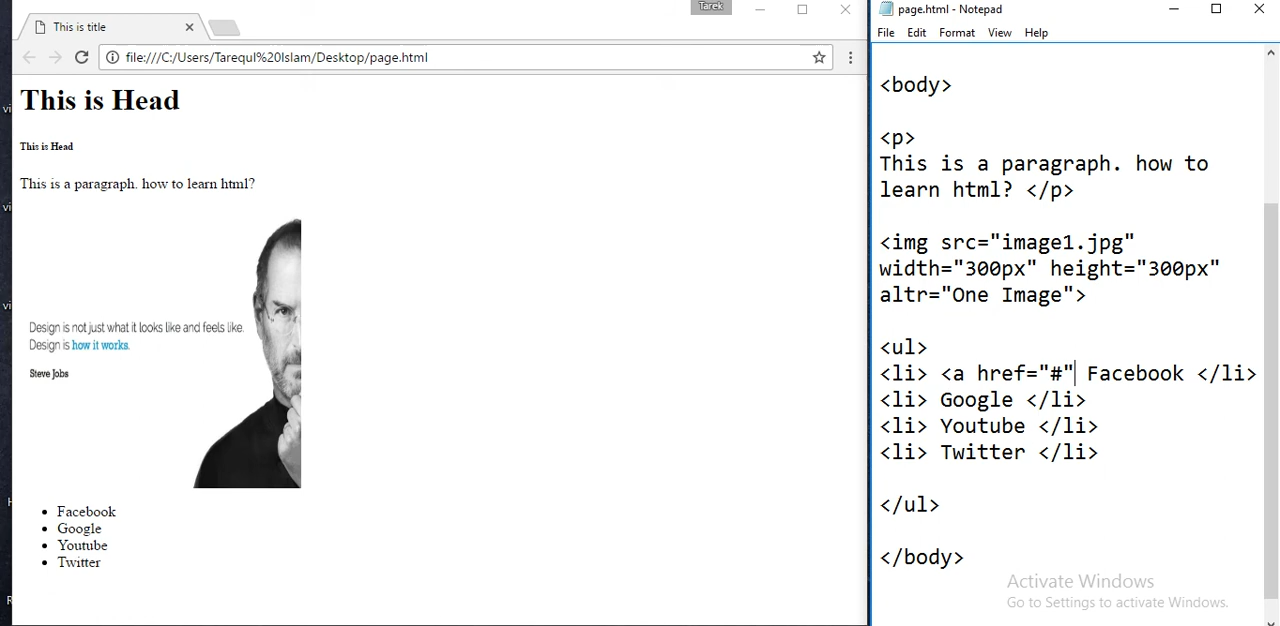 This is title
Tarek
file:///C:/Users/Tarequl%20Islam/Desktop/page.html
This is Head
This is Head
This is a paragraph. how to learn html?
Design is not just what it looks like and feels like.
Design is how it works.
Steve Jobs
Facebook
Google
Youtube
Twitter
page.html - Notepad
File Edit Format View Help
<body>
<p>
This is a paragraph. how to
learn html? </p>
<img src="image1.jpg"
width="300px" height="300px"
altr="One Image">
<ul>
<li> <a href="#" Facebook </li>
<li> Google </li>
<li> Youtube </li>
<li> Twitter </li>
</ul>
</body>
Activate Windows
Go to Settings to activate Windows.